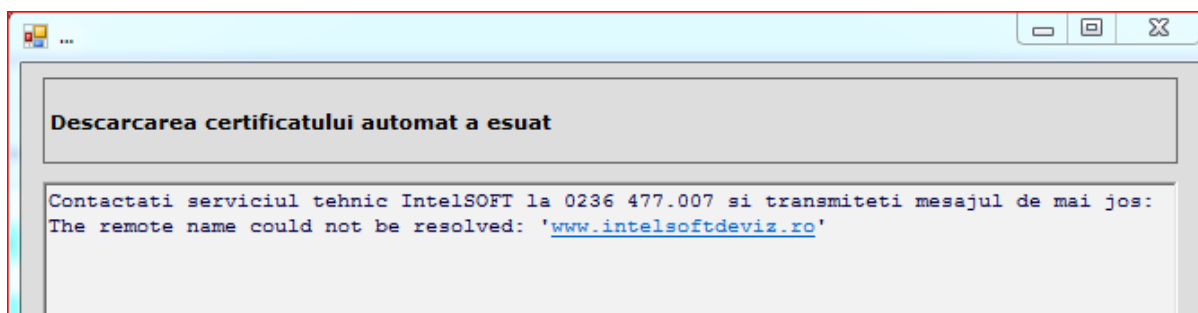 ...
Descarcarea certificatului automat a esuat
Contactati serviciul tehnic IntelSOFT la 0236 477.007 si transmiteti mesajul de mai jos:
The remote name could not be resolved: 'www.intelsoftdeviz.ro'